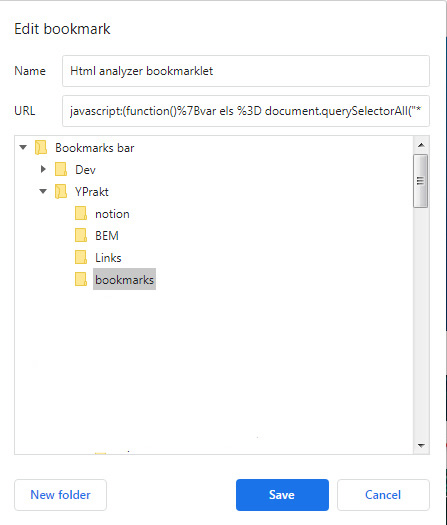 Edit bookmark
Name Html analyzer bookmarklet
URL javascript:(function()%7Bvar els %3D document.querySelectorAll("*
Bookmarks bar
Dev
YPrakt
notion
BEM
Links
bookmarks
New folder Save Cancel